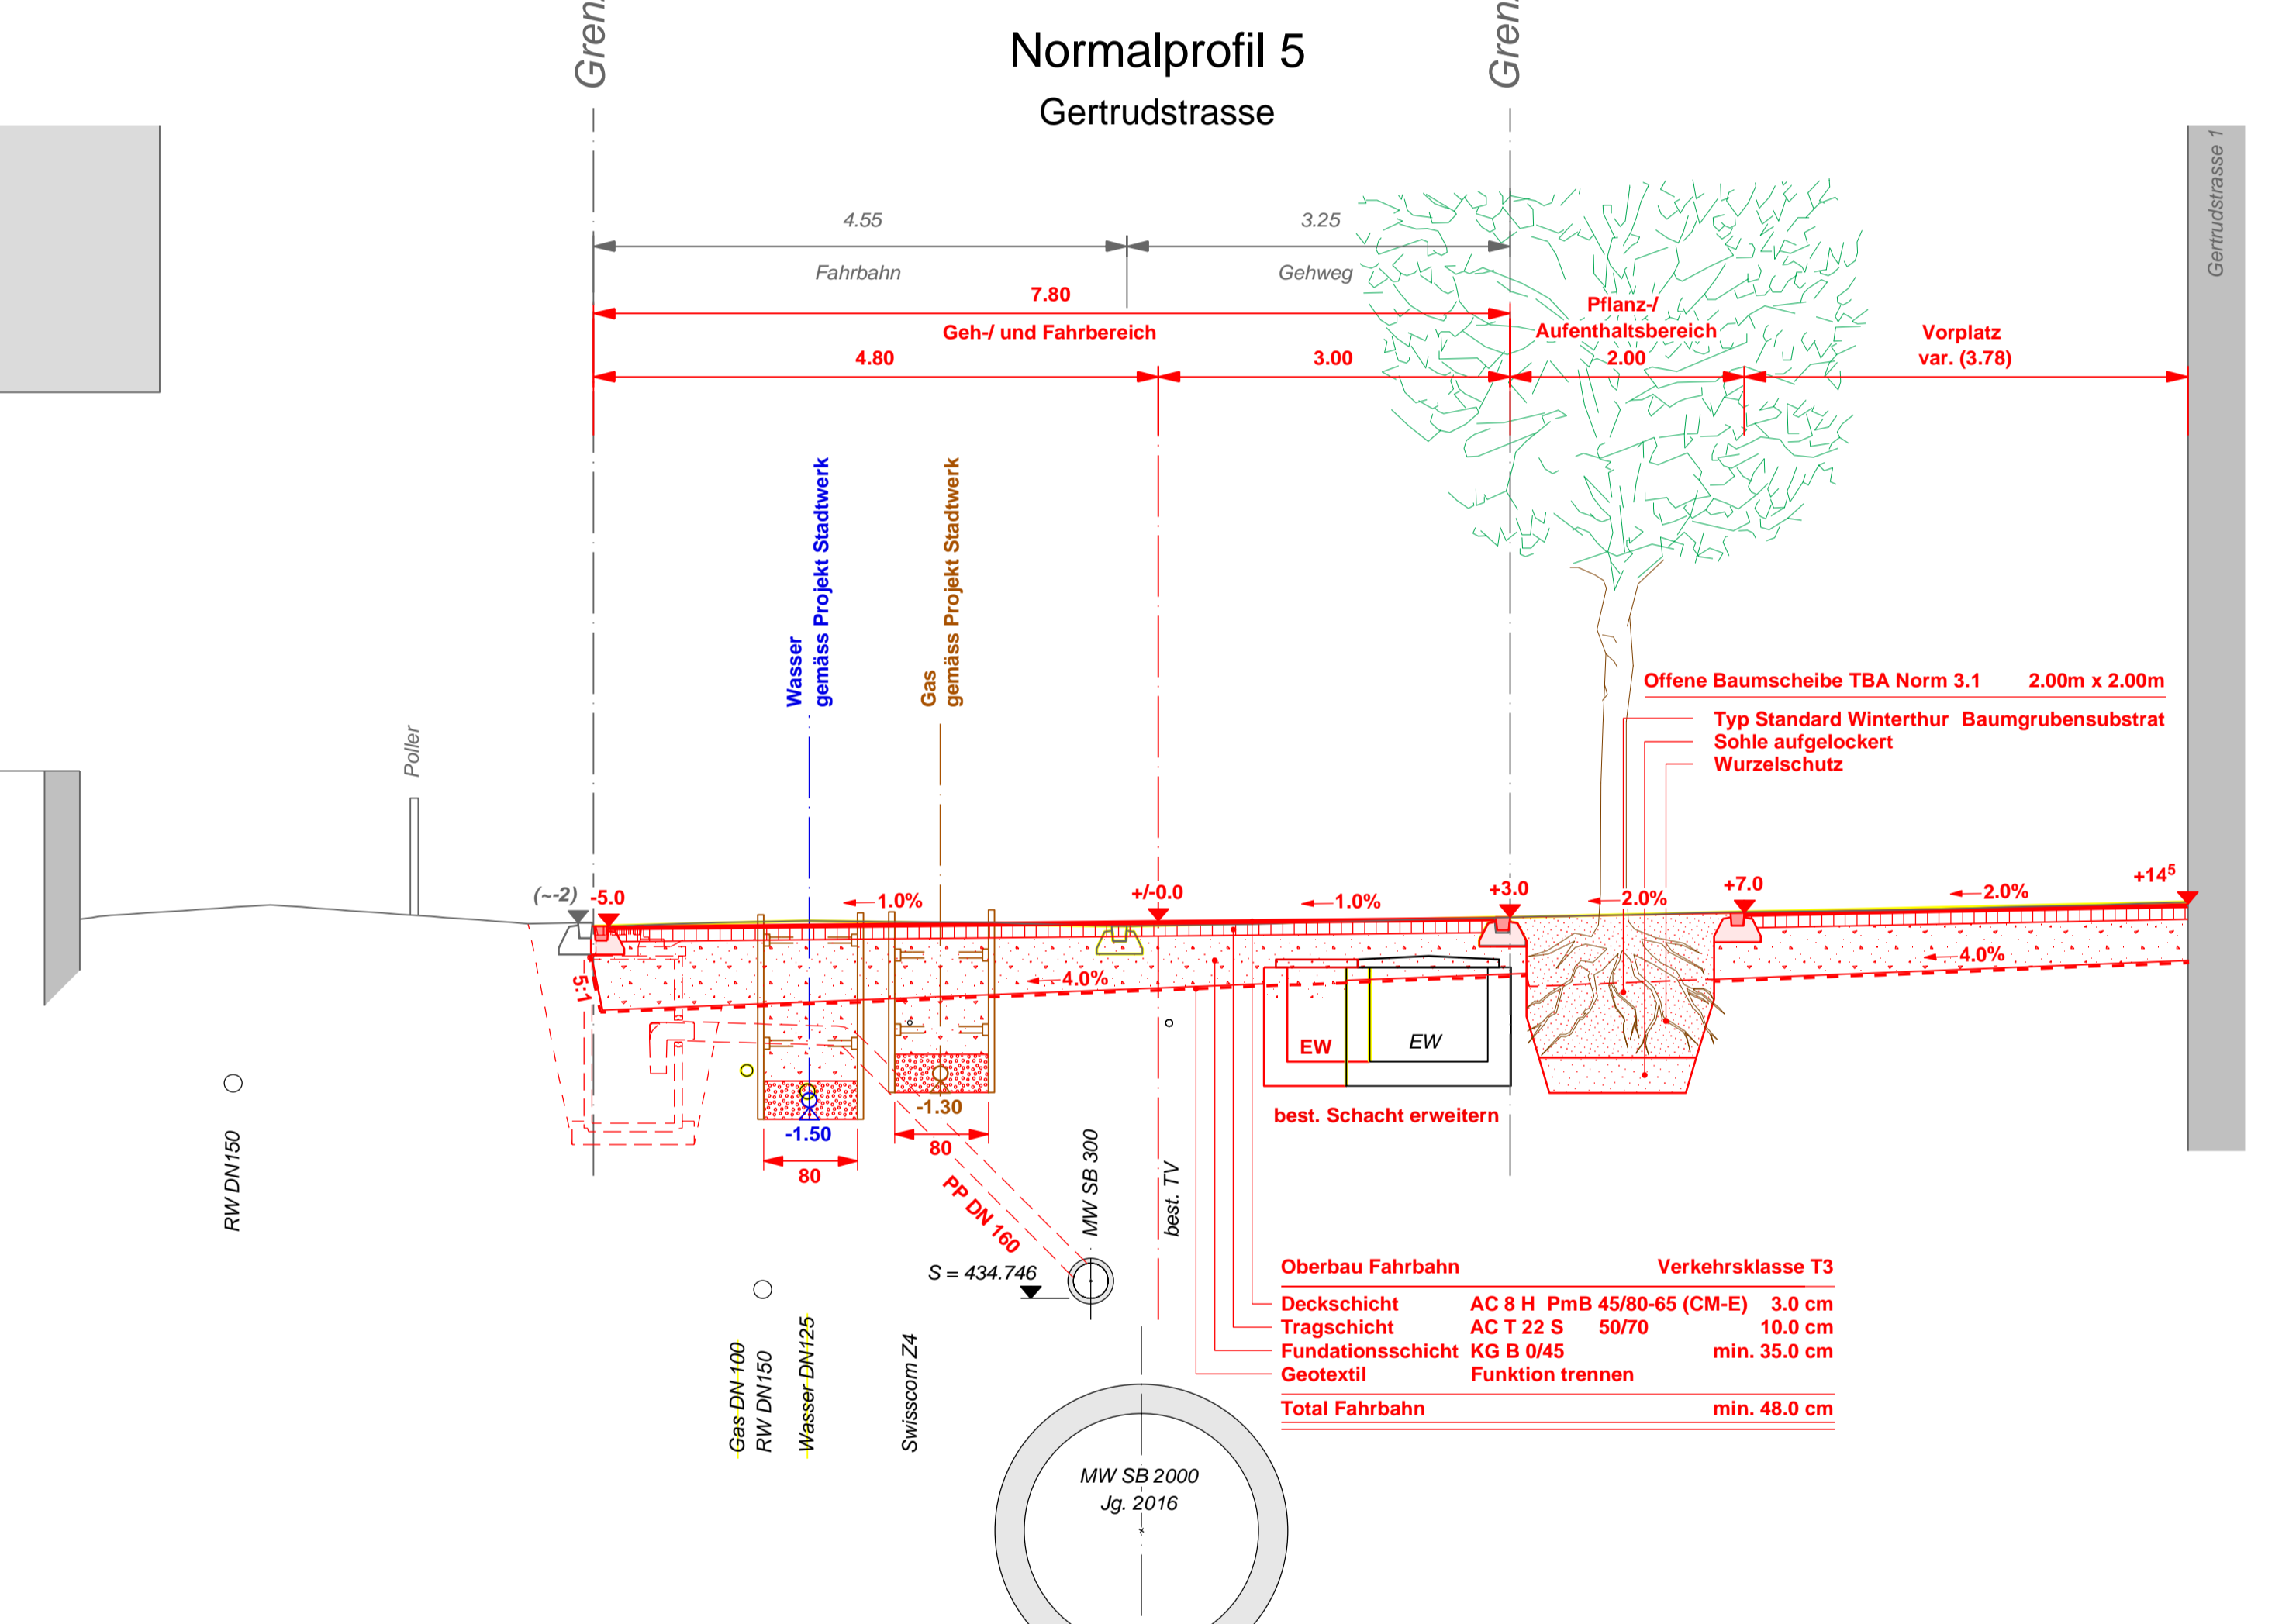 Normalprofil 5
Gertrudstrasse
Gren
Gren
Gertrudstrasse 1
4.55
3.25
Fahrbahn
Gehweg
7.80
Geh-/ und Fahrbereich
Pflanz-/
Aufenthaltsbereich
Vorplatz
4.80
3.00
2.00
var. (3.78)
Wasser
gemäss Projekt Stadtwerk
Gas
gemäss Projekt Stadtwerk
Offene Baumscheibe TBA Norm 3.1 2.00m x 2.00m
Typ Standard Winterthur Baumgrubensubstrat
Sohle aufgelockert
Wurzelschutz
Poller
(~-2)
-5.0
1.0%
+/-0.0
1.0%
+3.0
2.0%
+7.0
2.0%
+14⁵
5:1
4.0%
4.0%
EW
EW
best. Schacht erweitern
-1.50
80
-1.30
80
PP DN 160
RW DN150
MW SB 300
best. TV
S = 434.746
Gas DN 100
RW DN150
Wasser DN125
Swisscom Z4
Oberbau Fahrbahn Verkehrsklasse T3
Deckschicht AC 8 H PmB 45/80-65 (CM-E) 3.0 cm
Tragschicht AC T 22 S 50/70 10.0 cm
Fundationsschicht KG B 0/45 min. 35.0 cm
Geotextil Funktion trennen
Total Fahrbahn min. 48.0 cm
MW SB 2000
Jg. 2016